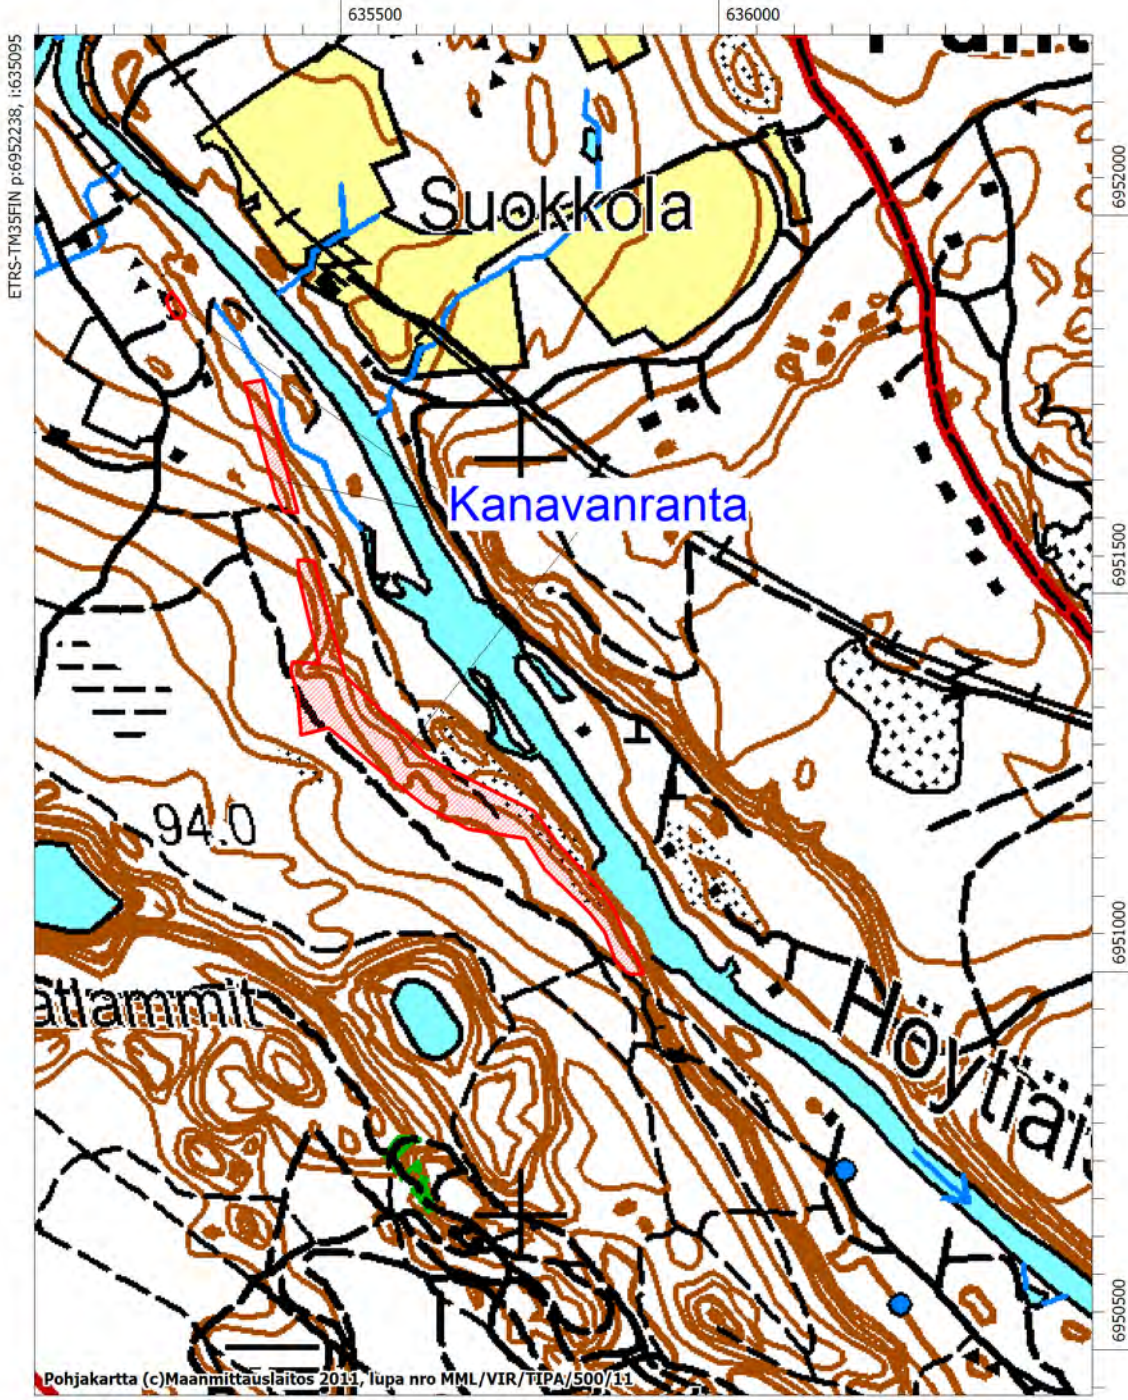 635500 636000
ETRS-TM35FIN p:6952238, i:635095
6952000
Suokkola
Kanavanranta
6951500
94.0
6951000
atlammit
Höytiäi
6950500
Pohjakartta (c)Maanmittauslaitos 2011, lupa nro MML/VIR/TIPA/500/11